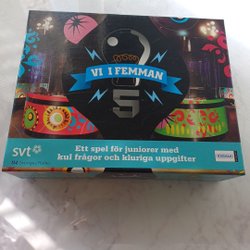 VI I FEMMAN
5
svt
Ett spel för juniorer med
kul frågor och kluriga uppgifter